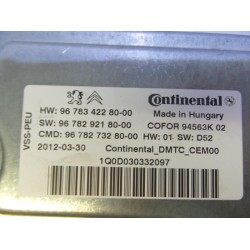 Continental
Made in Hungary
HW: 96 783 422 80-00
COFOR 94563K 02
SW: 96 782 921 80-00
CMD: 96 782 732 80-00 HW: 01 SW: D52
2012-03-30 Continental_DMTC_CEM00
1Q0D030332097
VSS-PEU